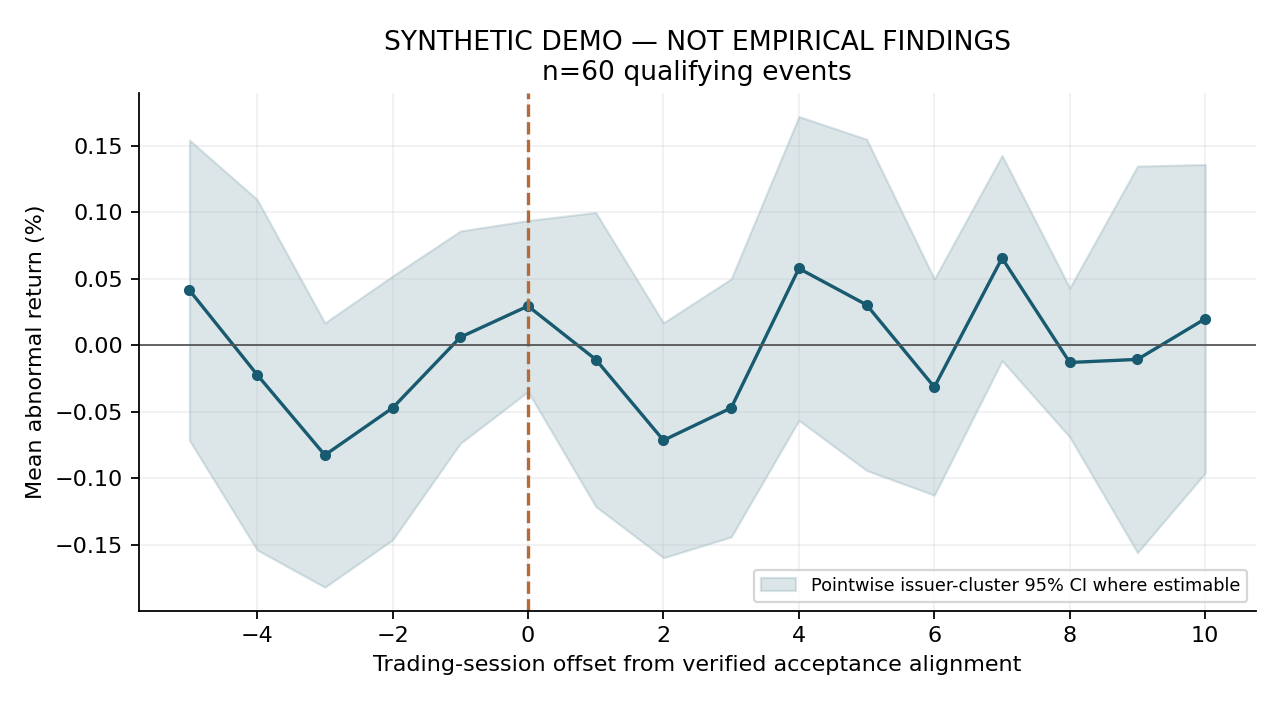 SYNTHETIC DEMO — NOT EMPIRICAL FINDINGS
n=60 qualifying events
Mean abnormal return (%)
0.15
0.10
0.05
0.00
−0.05
−0.10
−0.15
Pointwise issuer-cluster 95% CI where estimable
−4 −2 0 2 4 6 8 10
Trading-session offset from verified acceptance alignment